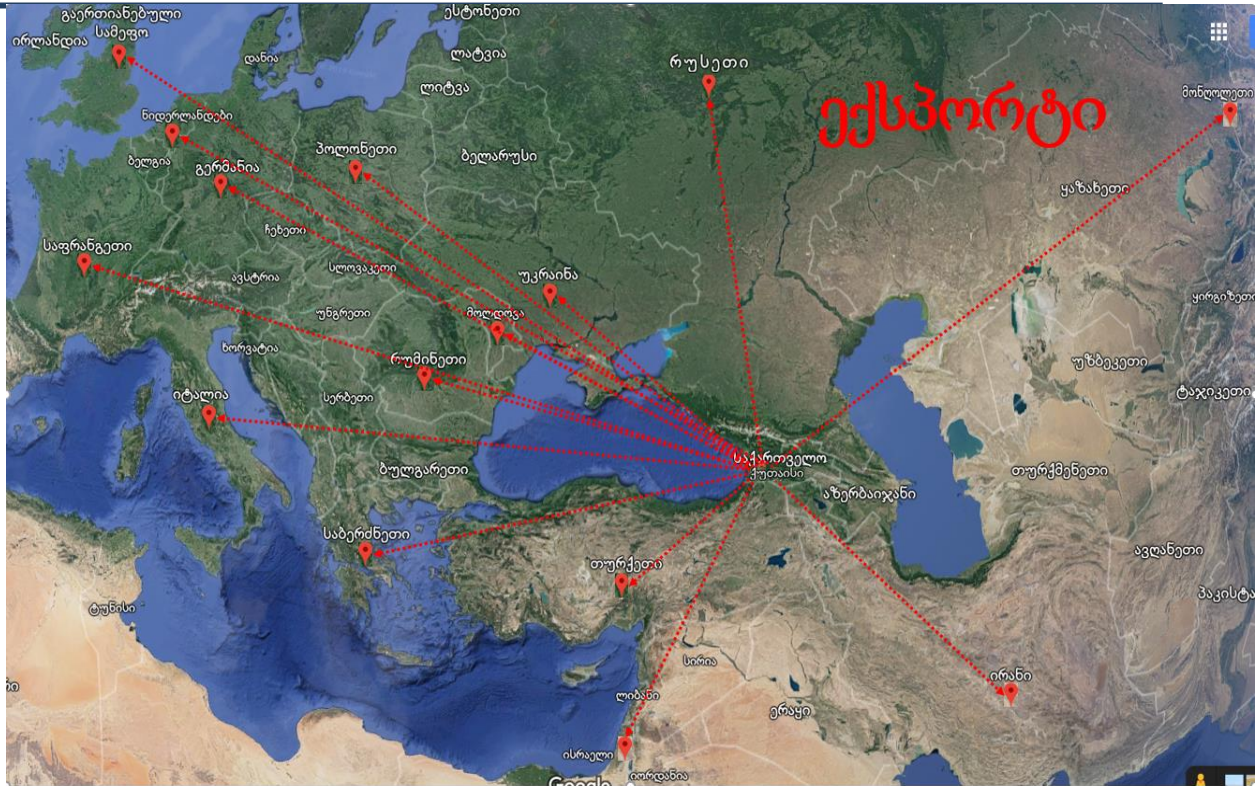 გაერთიანებული
სამეფო
ირლანდია
დანია
ესტონეთი
ლატვია
ლიტვა
რუსეთი
ექსპორტი
მონღოლეთი
ნიდერლანდები
ბელგია
გერმანია
პოლონეთი
ბელარუსი
ყაზახეთი
ჩეხეთი
საფრანგეთი
ავსტრია
სლოვაკეთი
უკრაინა
უნგრეთი
მოლდოვა
ყირგიზეთი
ხორვატია
რუმინეთი
უზბეკეთი
იტალია
სერბეთი
ტაჯიკეთი
ბულგარეთი
საქართველო
ქუთაისი
თურქმენეთი
აზერბაიჯანი
საბერძნეთი
ავღანეთი
თურქეთი
ტუნისი
პაკისტა
სირია
ირანი
ლიბანი
ერაყი
ისრაელი
იორდანია
Google